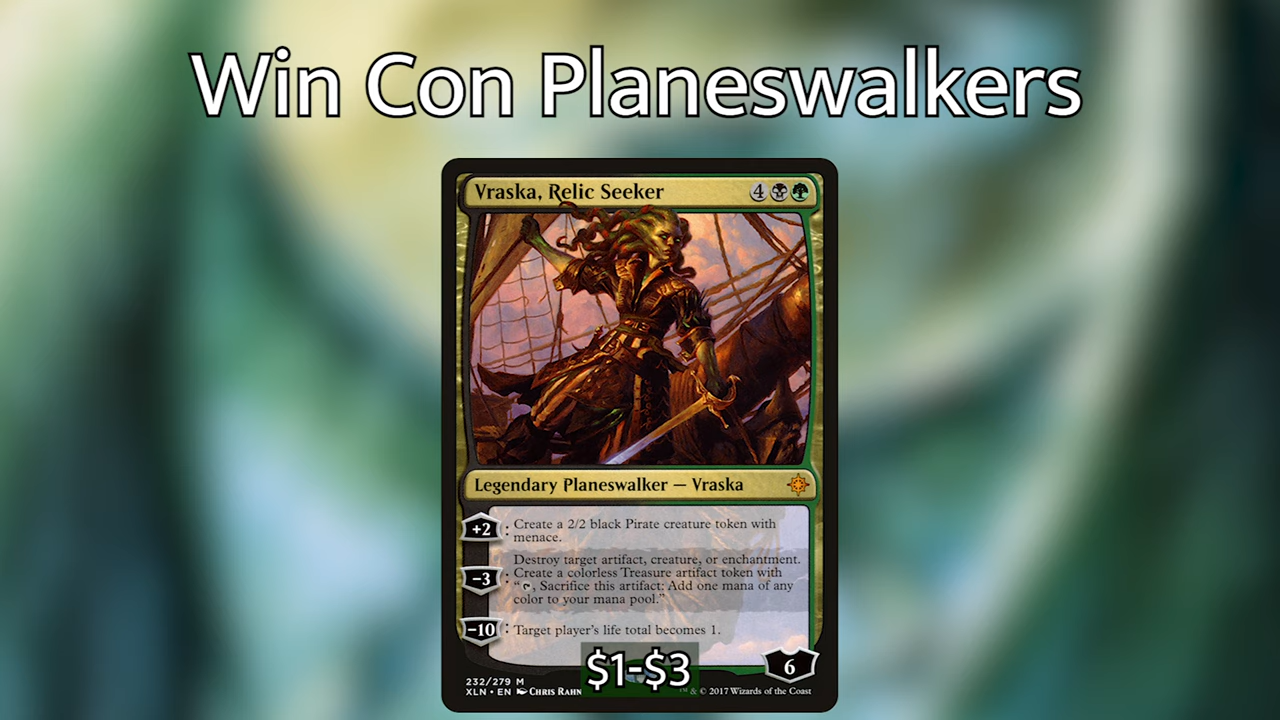 Win Con Planeswalkers
Vraska, Relic Seeker 4
Legendary Planeswalker — Vraska
+2 : Create a 2/2 black Pirate creature token with
menace.
Destroy target artifact, creature, or enchantment.
−3 : Create a colorless Treasure artifact token with
“, Sacrifice this artifact: Add one mana of any
color to your mana pool.”
−10 : Target player’s life total becomes 1.
6
$1-$3
232/279 M
XLN • EN Chris Rahn
™ & © 2017 Wizards of the Coast